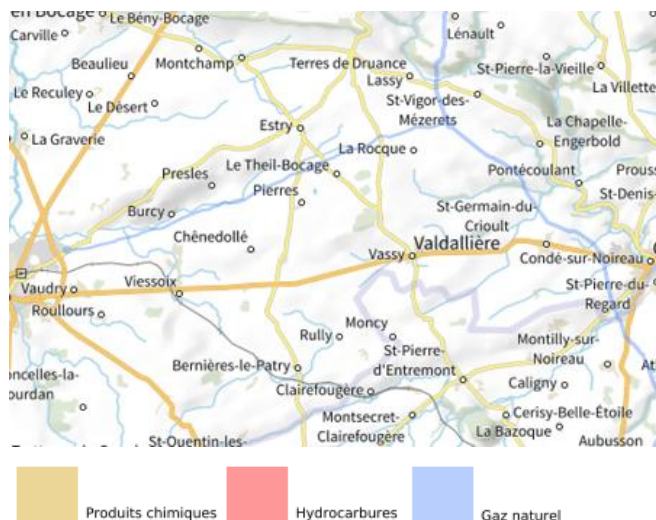 en Bocage
Le Bény-Bocage
Carville
Lénault
Beaulieu
Montchamp
Terres de Druance
Lassy
St-Pierre-la-Vieille
La Villette
Le Reculey
Le Désert
St-Vigor-des-
Mézerets
La Graverie
Estry
La Chapelle-
Engerbold
La Rocque
Le Theil-Bocage
Presles
Pierres
Pontécoulant
Prouss
St-Denis-
Burcy
St-Germain-du-
Crioult
Chênedollé
Vassy
Valdallière
Condé-sur-Noireau
Vaudry
Viessoix
St-Pierre-du-
Regard
Roullours
Rully
Moncy
Montilly-sur-
Noireau
St-Pierre-
d'Entremont
Bernières-le-Patry
oncelles-la-
ourdan
Caligny
At
Clairefougère
Montsecret-
Clairefougère
Cerisy-Belle-Étoile
La Bazoque
Aubusson
St-Quentin-les-
Produits chimiques
Hydrocarbures
Gaz naturel